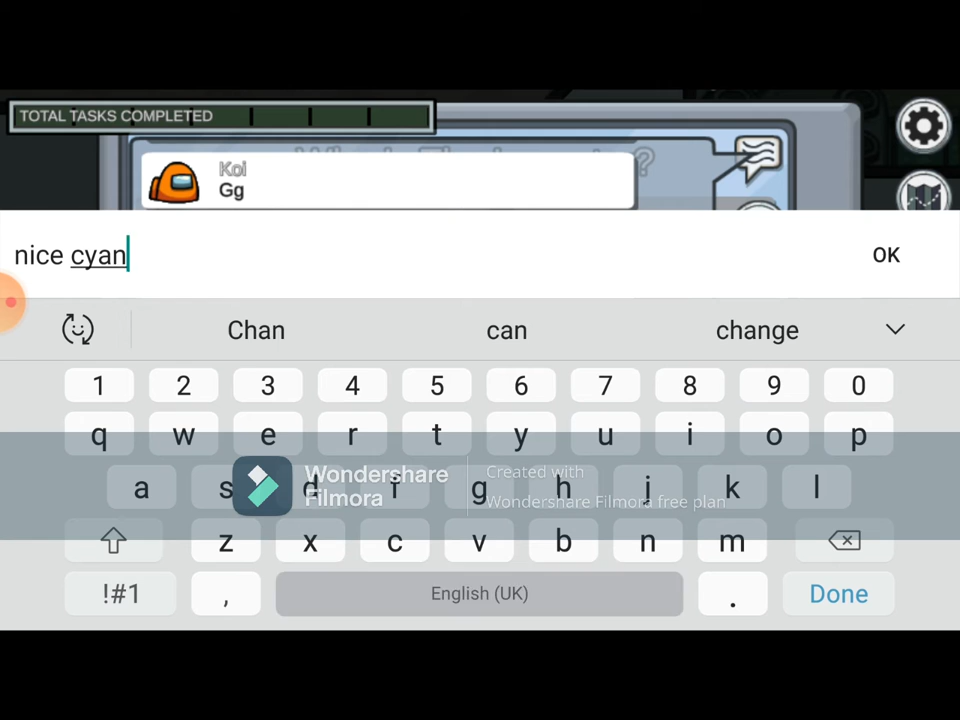 TOTAL TASKS COMPLETED
Koi
Gg
nice cyan
OK
Chan can change
1 2 3 4 5 6 7 8 9 0
q w e r t y u i o p
a s d f g h j k l
Wondershare
Filmora
Created with
Wondershare Filmora free plan
z x c v b n m
!#1 , English (UK) . Done